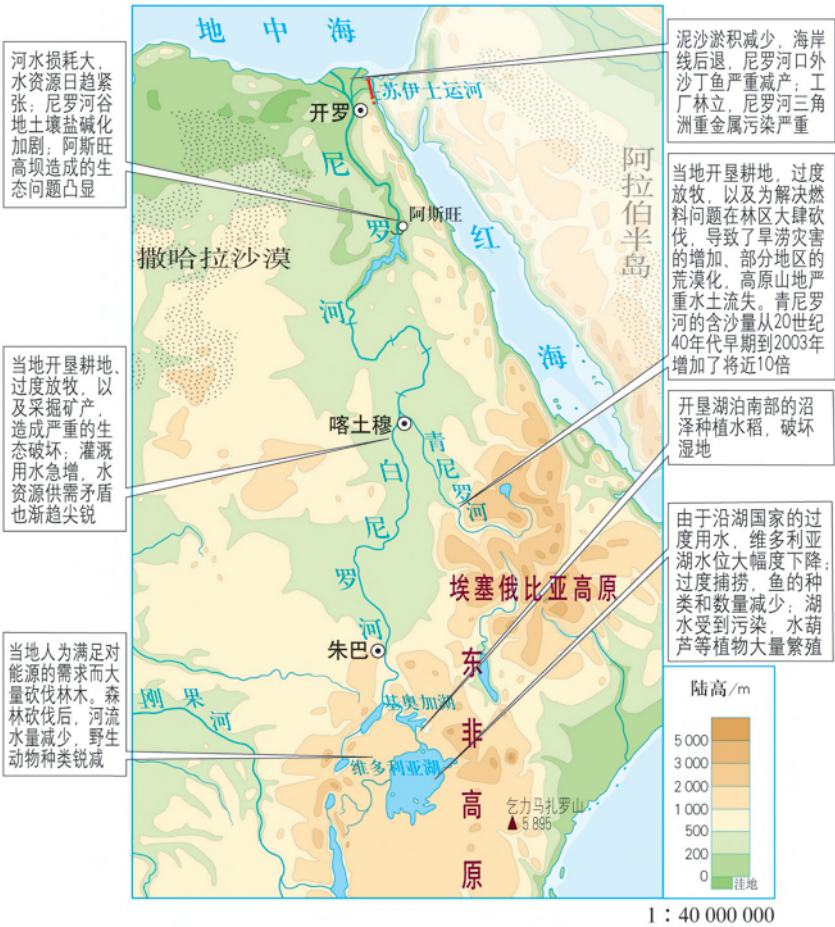 地中海
河水损耗大，
水资源日趋紧
张；尼罗河谷
地土壤盐碱化
加剧；阿斯旺
高坝造成的生
态问题凸显
泥沙淤积减少，海岸
线后退，尼罗河口外
沙丁鱼严重减产；工
厂林立，尼罗河三角
洲重金属污染严重
苏伊士运河
开罗
尼罗河
阿斯旺
红海
阿拉伯半岛
撒哈拉沙漠
当地开垦耕地，过度
放牧，以及为解决燃
料问题在林区大肆砍
伐，导致了旱涝灾害
的增加、部分地区的
荒漠化，高原山地严
重水土流失。青尼罗
河的含沙量从20世纪
40年代早期到2003年
增加了将近10倍
当地开垦耕地、
过度放牧，以
及采掘矿产，
造成严重的生
态破坏；灌溉
用水急增，水
资源供需矛盾
也渐趋尖锐
喀土穆
青尼罗河
白尼罗河
开垦湖泊南部的沼
泽种植水稻，破坏
湿地
由于沿湖国家的过
度用水，维多利亚
湖水位大幅度下降；
过度捕捞，鱼的种
类和数量减少；湖
水受到污染，水葫
芦等植物大量繁殖
埃塞俄比亚高原
朱巴
当地人为满足对
能源的需求而大
量砍伐林木。森
林砍伐后，河流
水量减少，野生
动物种类锐减
刚果河
基奥加湖
维多利亚湖
东非高原
乞力马扎罗山
5 895
陆高/m
5 000
3 000
2 000
1 000
500
200
0
洼地
1：40 000 000